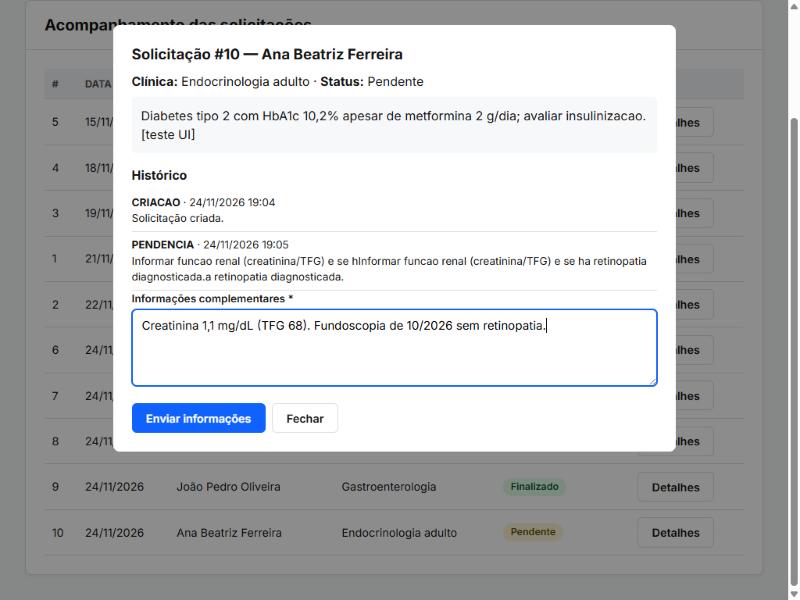 Acompanhamento das solicitações
Solicitação #10 — Ana Beatriz Ferreira
Clínica: Endocrinologia adulto · Status: Pendente
Diabetes tipo 2 com HbA1c 10,2% apesar de metformina 2 g/dia; avaliar insulinizacao.
[teste UI]
Histórico
CRIACAO · 24/11/2026 19:04
Solicitação criada.
PENDENCIA · 24/11/2026 19:05
Informar funcao renal (creatinina/TFG) e se hInformar funcao renal (creatinina/TFG) e se ha retinopatia
diagnosticada.a retinopatia diagnosticada.
Informações complementares *
Creatinina 1,1 mg/dL (TFG 68). Fundoscopia de 10/2026 sem retinopatia.
Enviar informações Fechar
# DATA
5 15/11/ lhes
4 18/11/ lhes
3 19/11/ lhes
1 21/11/ lhes
2 22/11/ lhes
6 24/11 lhes
7 24/11 lhes
8 24/11 lhes
9 24/11/2026 João Pedro Oliveira Gastroenterologia Finalizado Detalhes
10 24/11/2026 Ana Beatriz Ferreira Endocrinologia adulto Pendente Detalhes